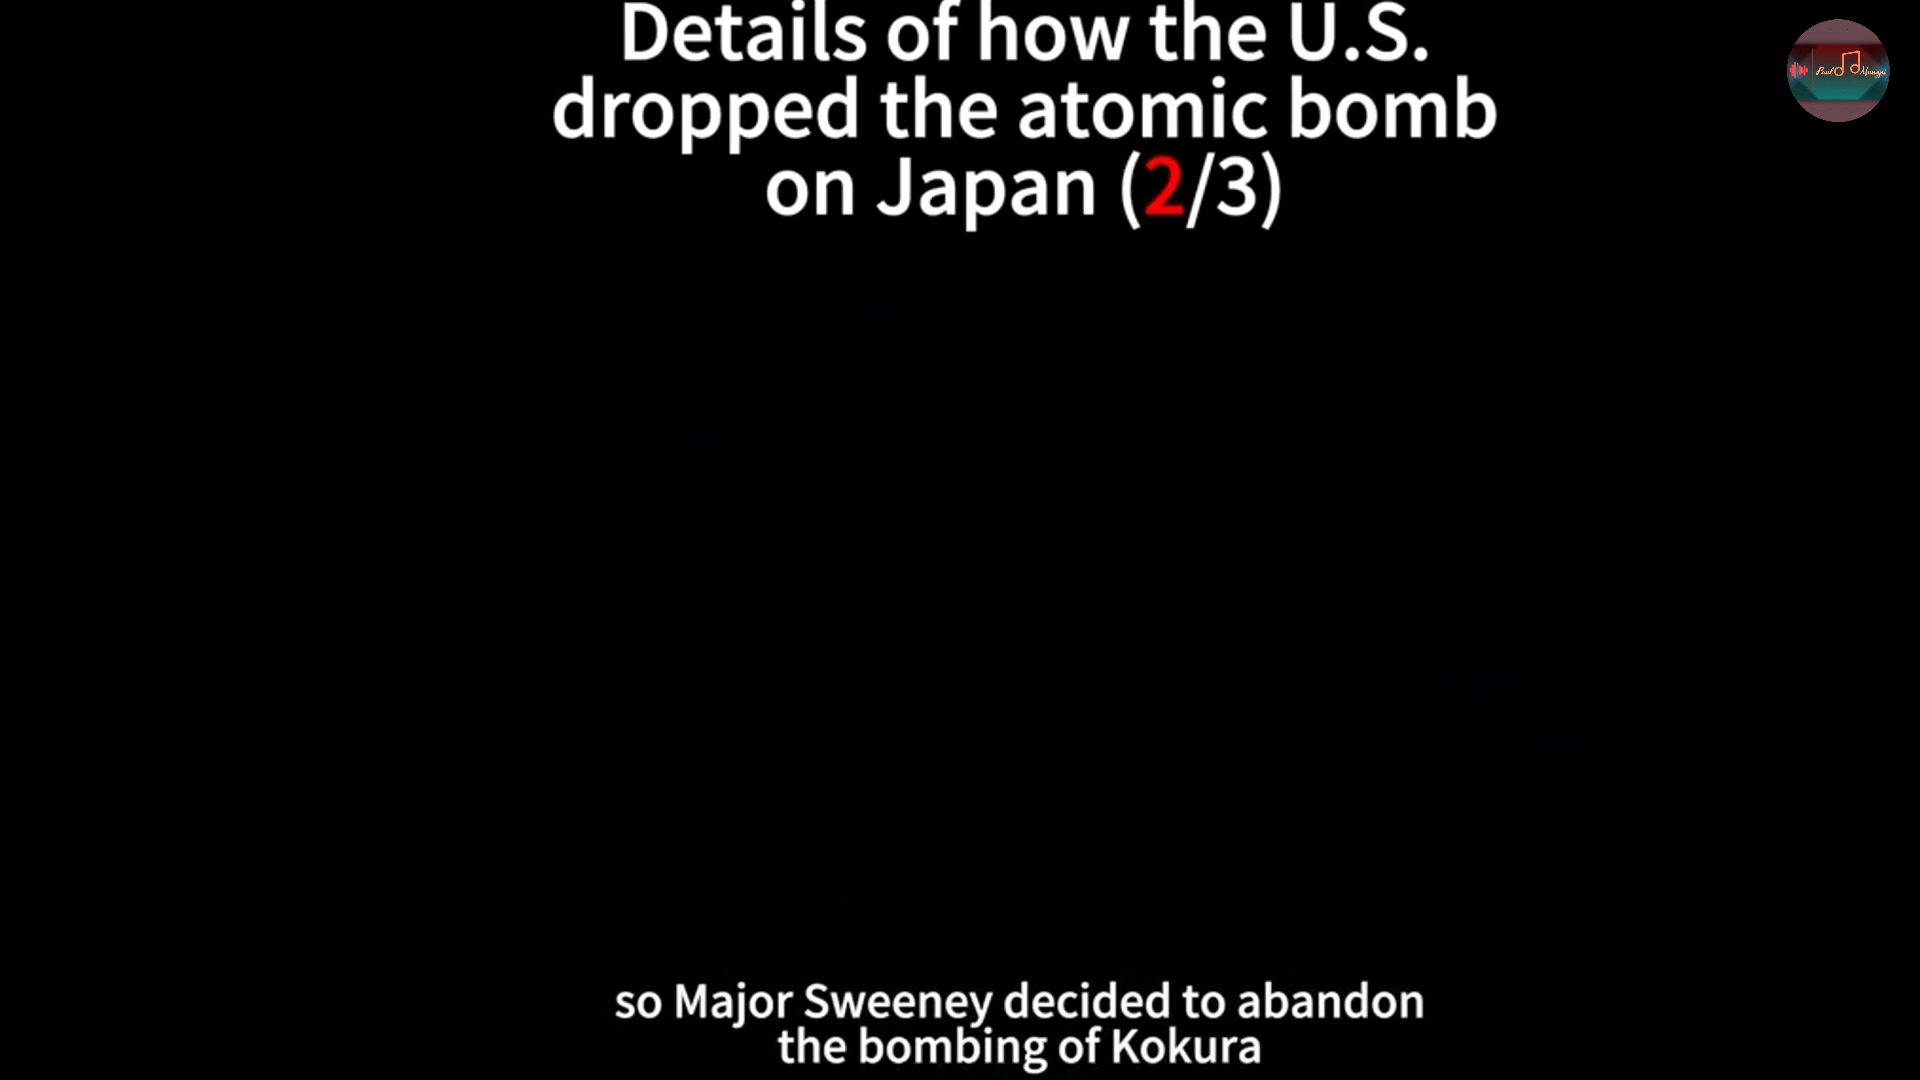 Details of how the U.S.
dropped the atomic bomb
on Japan (2/3)
so Major Sweeney decided to abandon
the bombing of Kokura